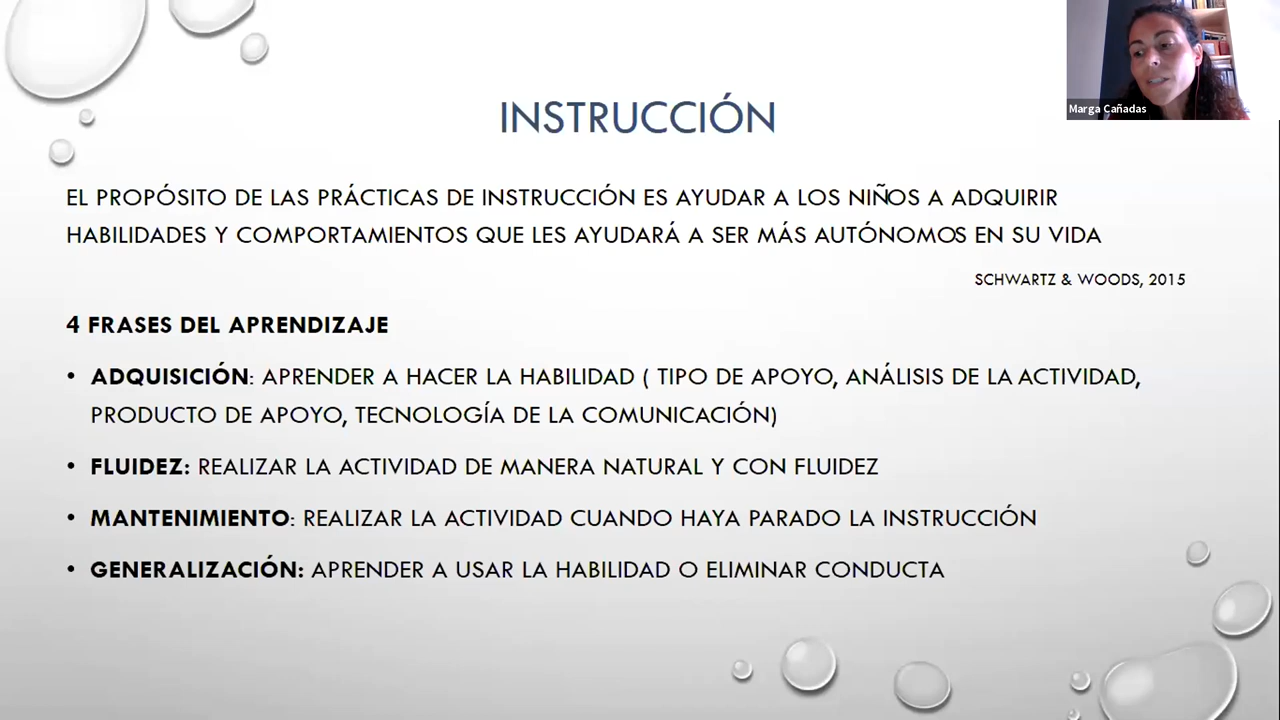 Marga Cañadas
INSTRUCCIÓN
EL PROPÓSITO DE LAS PRÁCTICAS DE INSTRUCCIÓN ES AYUDAR A LOS NIÑOS A ADQUIRIR
HABILIDADES Y COMPORTAMIENTOS QUE LES AYUDARÁ A SER MÁS AUTÓNOMOS EN SU VIDA
SCHWARTZ & WOODS, 2015
4 FRASES DEL APRENDIZAJE
• ADQUISICIÓN: APRENDER A HACER LA HABILIDAD ( TIPO DE APOYO, ANÁLISIS DE LA ACTIVIDAD,
PRODUCTO DE APOYO, TECNOLOGÍA DE LA COMUNICACIÓN)
• FLUIDEZ: REALIZAR LA ACTIVIDAD DE MANERA NATURAL Y CON FLUIDEZ
• MANTENIMIENTO: REALIZAR LA ACTIVIDAD CUANDO HAYA PARADO LA INSTRUCCIÓN
• GENERALIZACIÓN: APRENDER A USAR LA HABILIDAD O ELIMINAR CONDUCTA